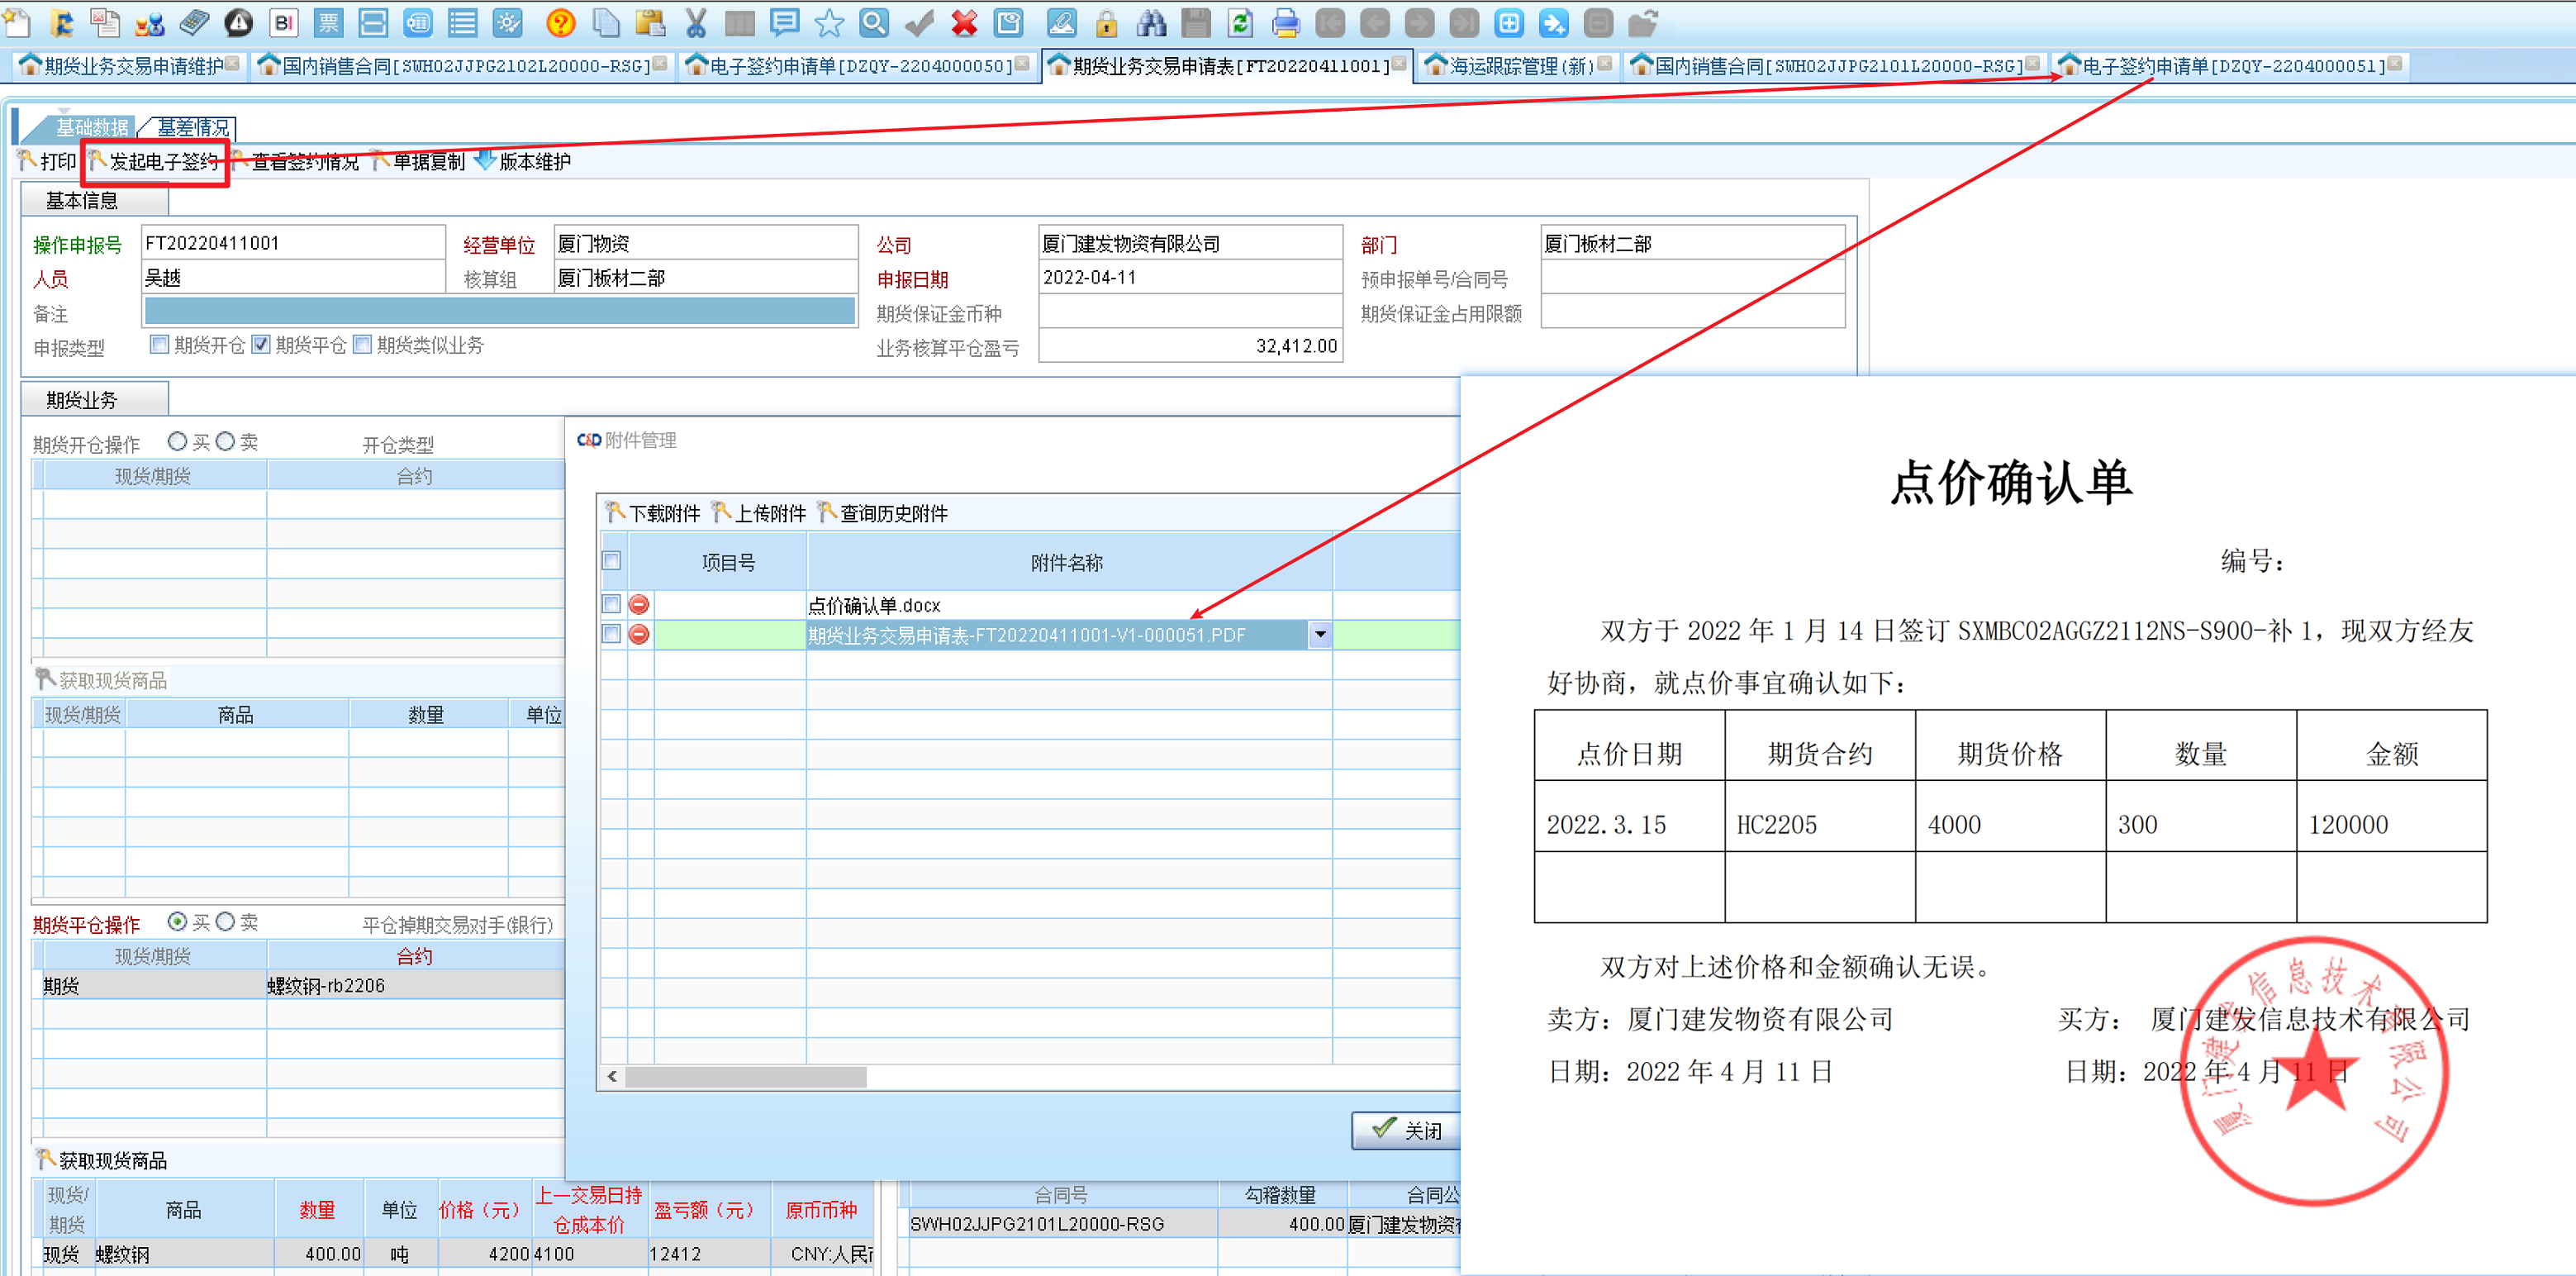 BI 票
期货业务交易申请维护 国内销售合同[SWH02JJPG2102L20000-RSG] 电子签约申请单[DZQY-2204000050] 期货业务交易申请表[FT20220411001] 海运跟踪管理(新) 国内销售合同[SWH02JJPG2101L20000-RSG] 电子签约申请单[DZQY-2204000051]
基础数据 基差情况
打印 发起电子签约 查看签约情况 单据复制 版本维护
基本信息
操作申报号 FT20220411001 经营单位 厦门物资 公司 厦门建发物资有限公司 部门 厦门板材二部
人员 吴越 核算组 厦门板材二部 申报日期 2022-04-11 预申报单号/合同号
备注 期货保证金币种 期货保证金占用限额
申报类型 期货开仓 期货平仓 期货类似业务 业务核算平仓盈亏 32,412.00
期货业务
期货开仓操作 买 卖 开仓类型
现货/期货 合约
获取现货商品
现货/期货 商品 数量 单位
期货平仓操作 买 卖 平仓掉期交易对手(银行)
现货/期货 合约
期货 螺纹钢-rb2206
获取现货商品
现货/期货 商品 数量 单位 价格（元） 上一交易日持仓成本价 盈亏额（元） 原币币种
现货 螺纹钢 400.00 吨 4200 4100 12412 CNY:人民
合同号 勾稽数量 合同公
SWH02JJPG2101L20000-RSG 400.00 厦门建发物资
C&D 附件管理
下载附件 上传附件 查询历史附件
项目号 附件名称
点价确认单.docx
期货业务交易申请表-FT20220411001-V1-000051.PDF
关闭
点价确认单
编号：
双方于 2022 年 1 月 14 日签订 SXMBC02AGGZ2112NS-S900-补 1，现双方经友
好协商，就点价事宜确认如下：
点价日期 期货合约 期货价格 数量 金额
2022.3.15 HC2205 4000 300 120000
双方对上述价格和金额确认无误。
卖方：厦门建发物资有限公司 买方： 厦门建发信息技术有限公司
日期：2022 年 4 月 11 日 日期：2022 年 4 月 11 日
厦门建发信息技术有限公司